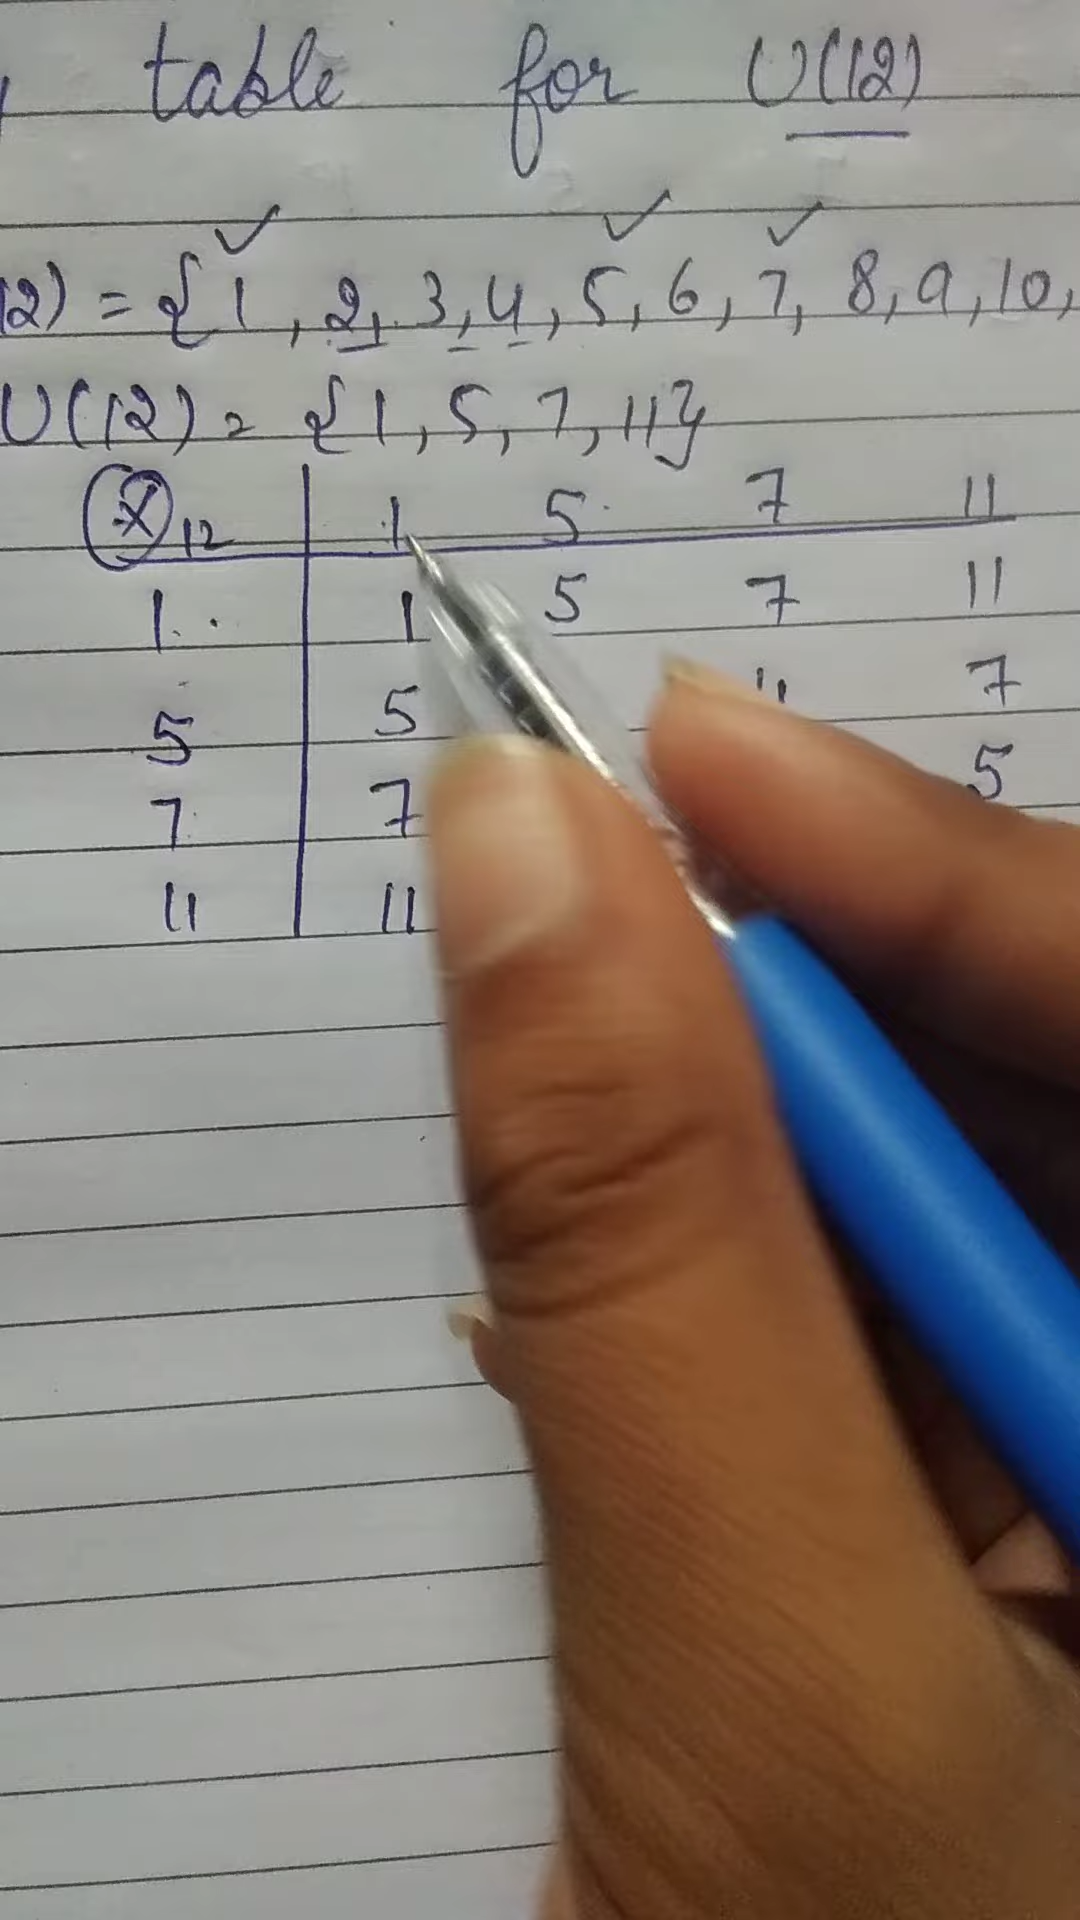 table for U(12)
12) = {1, 2, 3, 4, 5, 6, 7, 8, 9, 10,
U(12) = {1, 5, 7, 11}
X 12 1 5 7 11
1 1 5 7 11
5 5 11 7
7 7 5
11 11